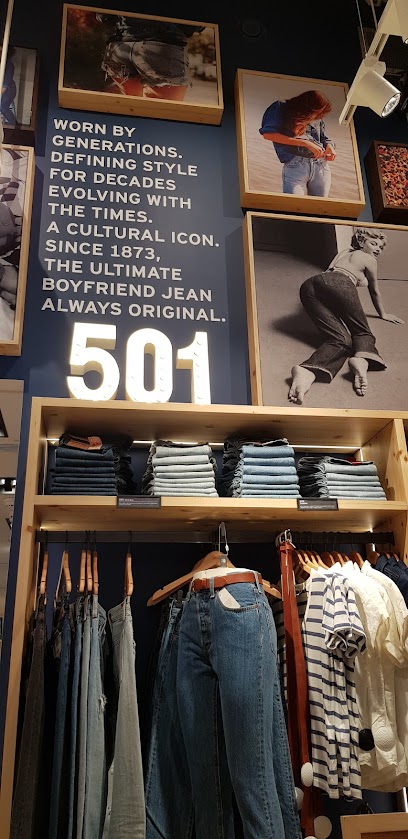 WORN BY
GENERATIONS.
DEFINING STYLE
FOR DECADES
EVOLVING WITH
THE TIMES.
A CULTURAL ICON.
SINCE 1873,
THE ULTIMATE
BOYFRIEND JEAN
ALWAYS ORIGINAL.
501